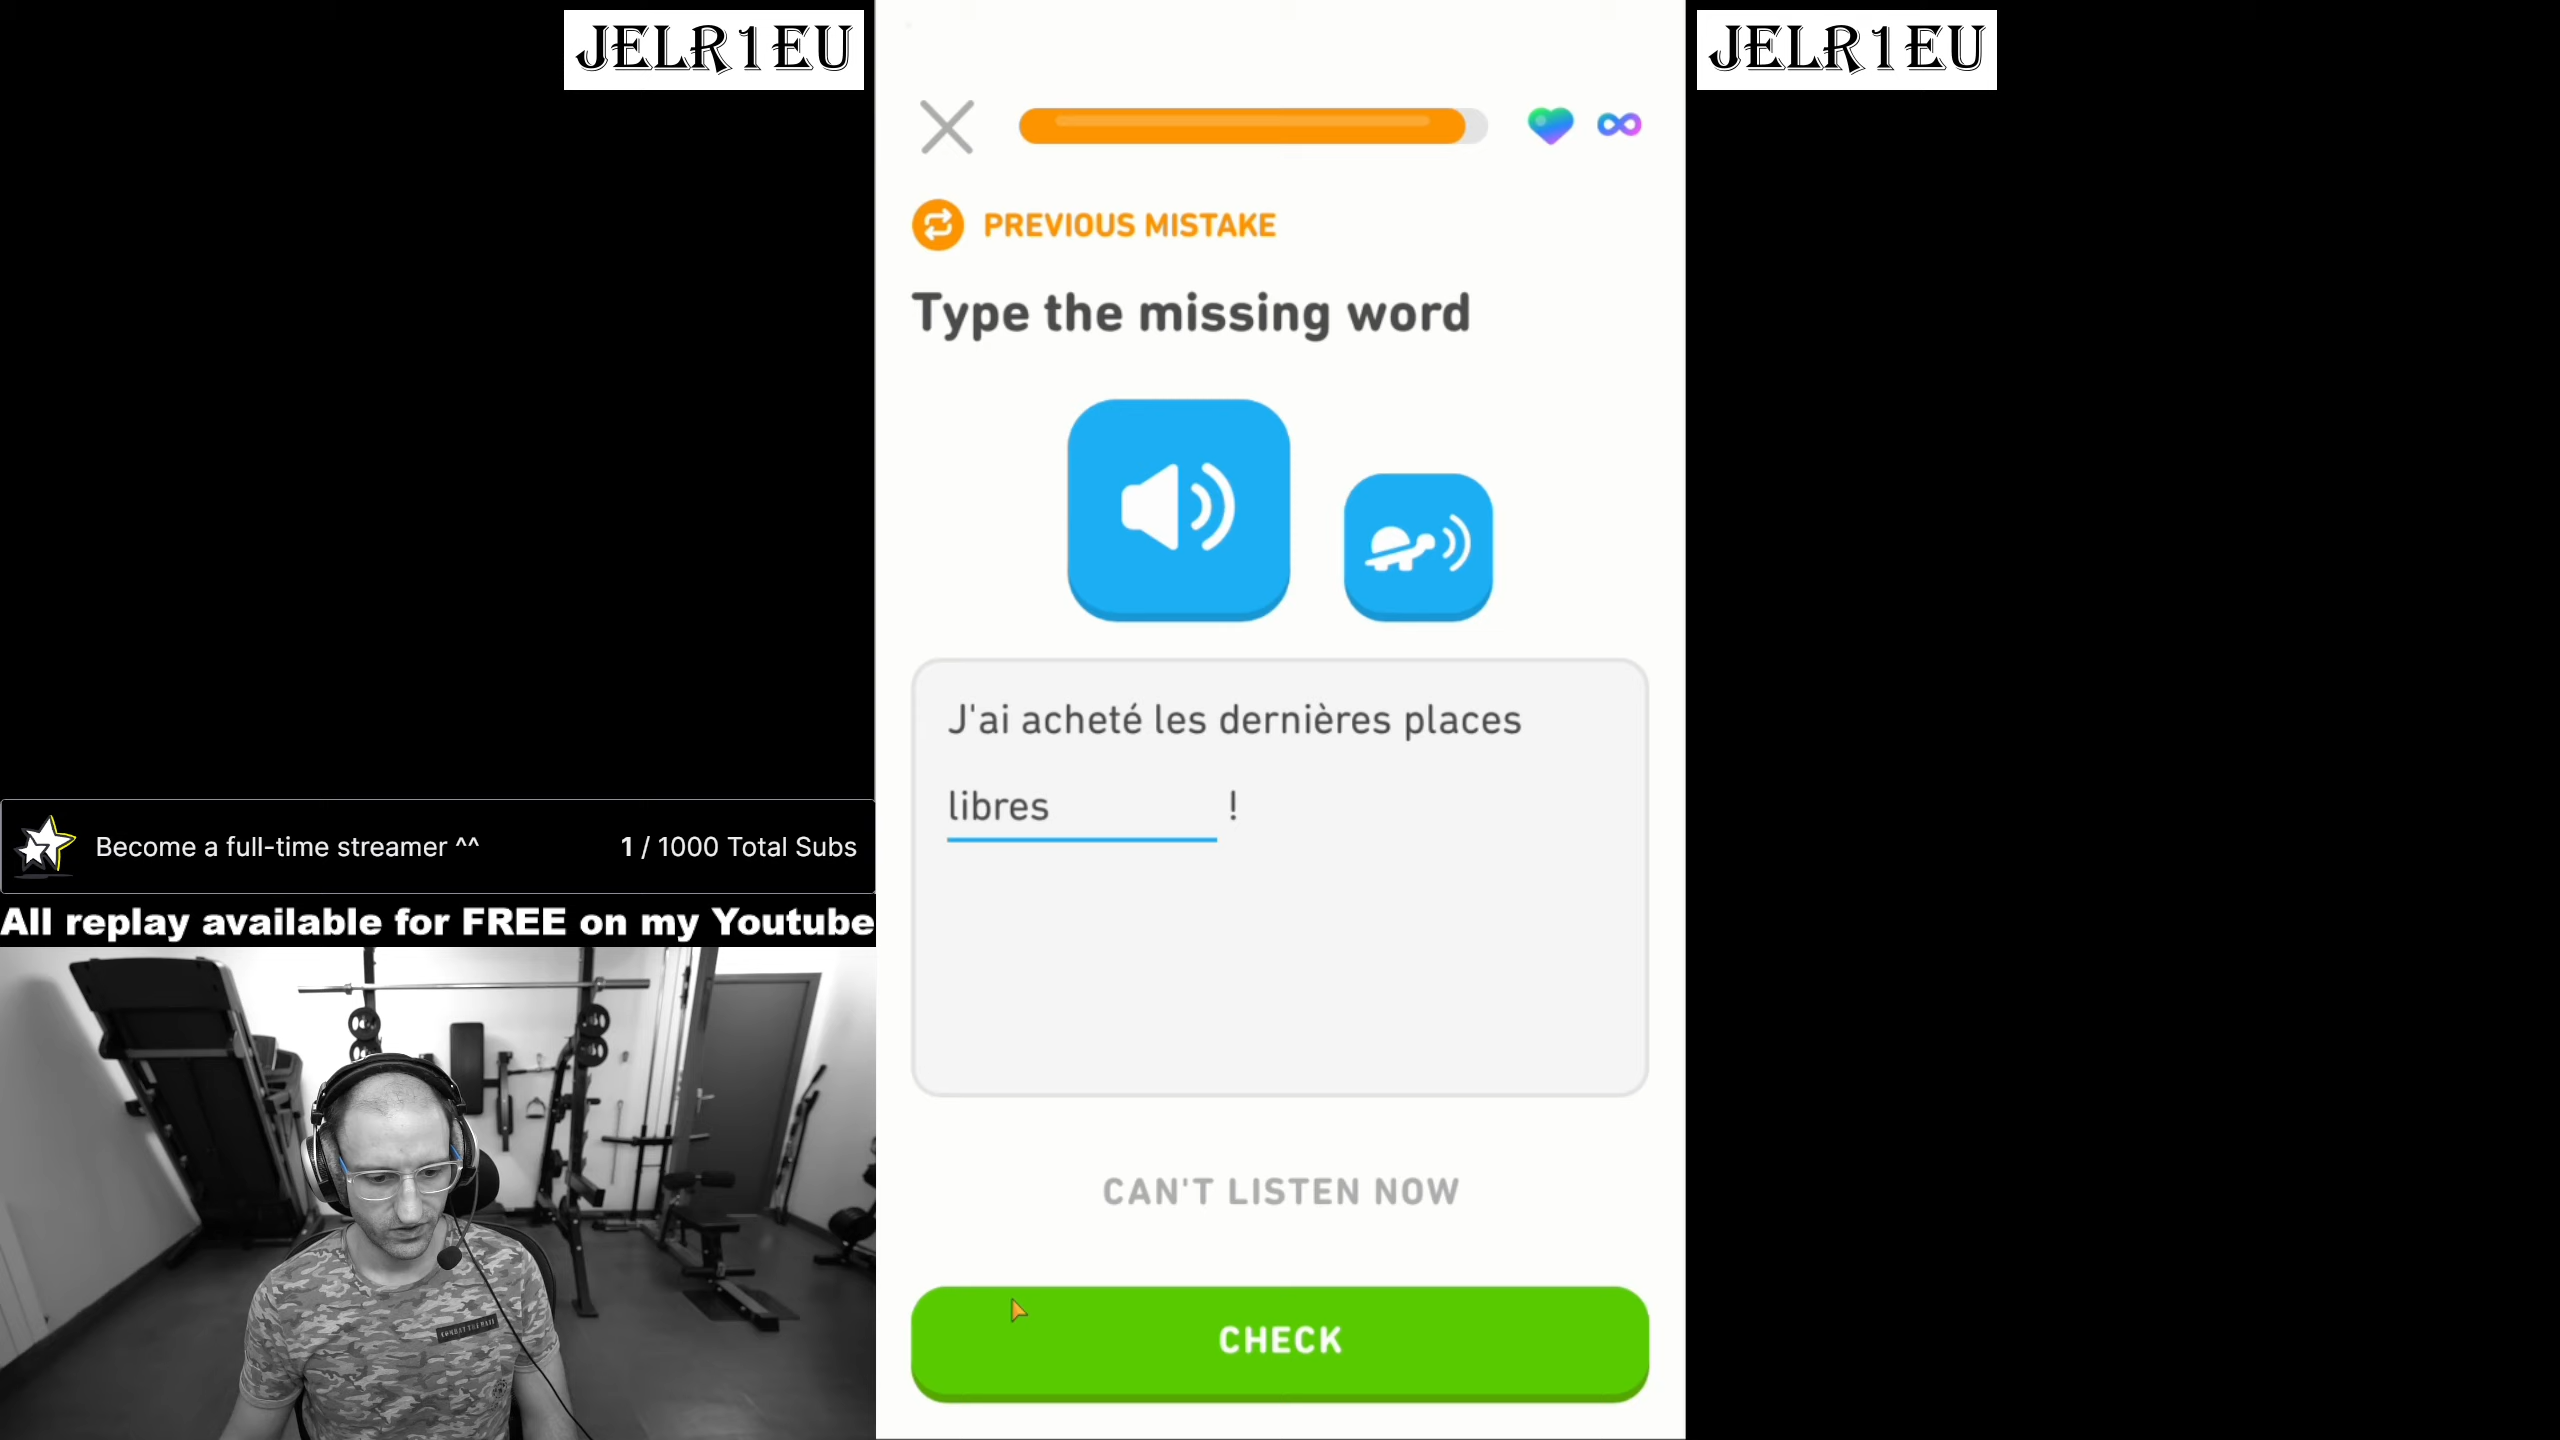 JELR1EU
JELR1EU
PREVIOUS MISTAKE
Type the missing word
J'ai acheté les dernières places
libres !
Become a full-time streamer ^^ 1 / 1000 Total Subs
All replay available for FREE on my Youtube
CAN'T LISTEN NOW
CHECK